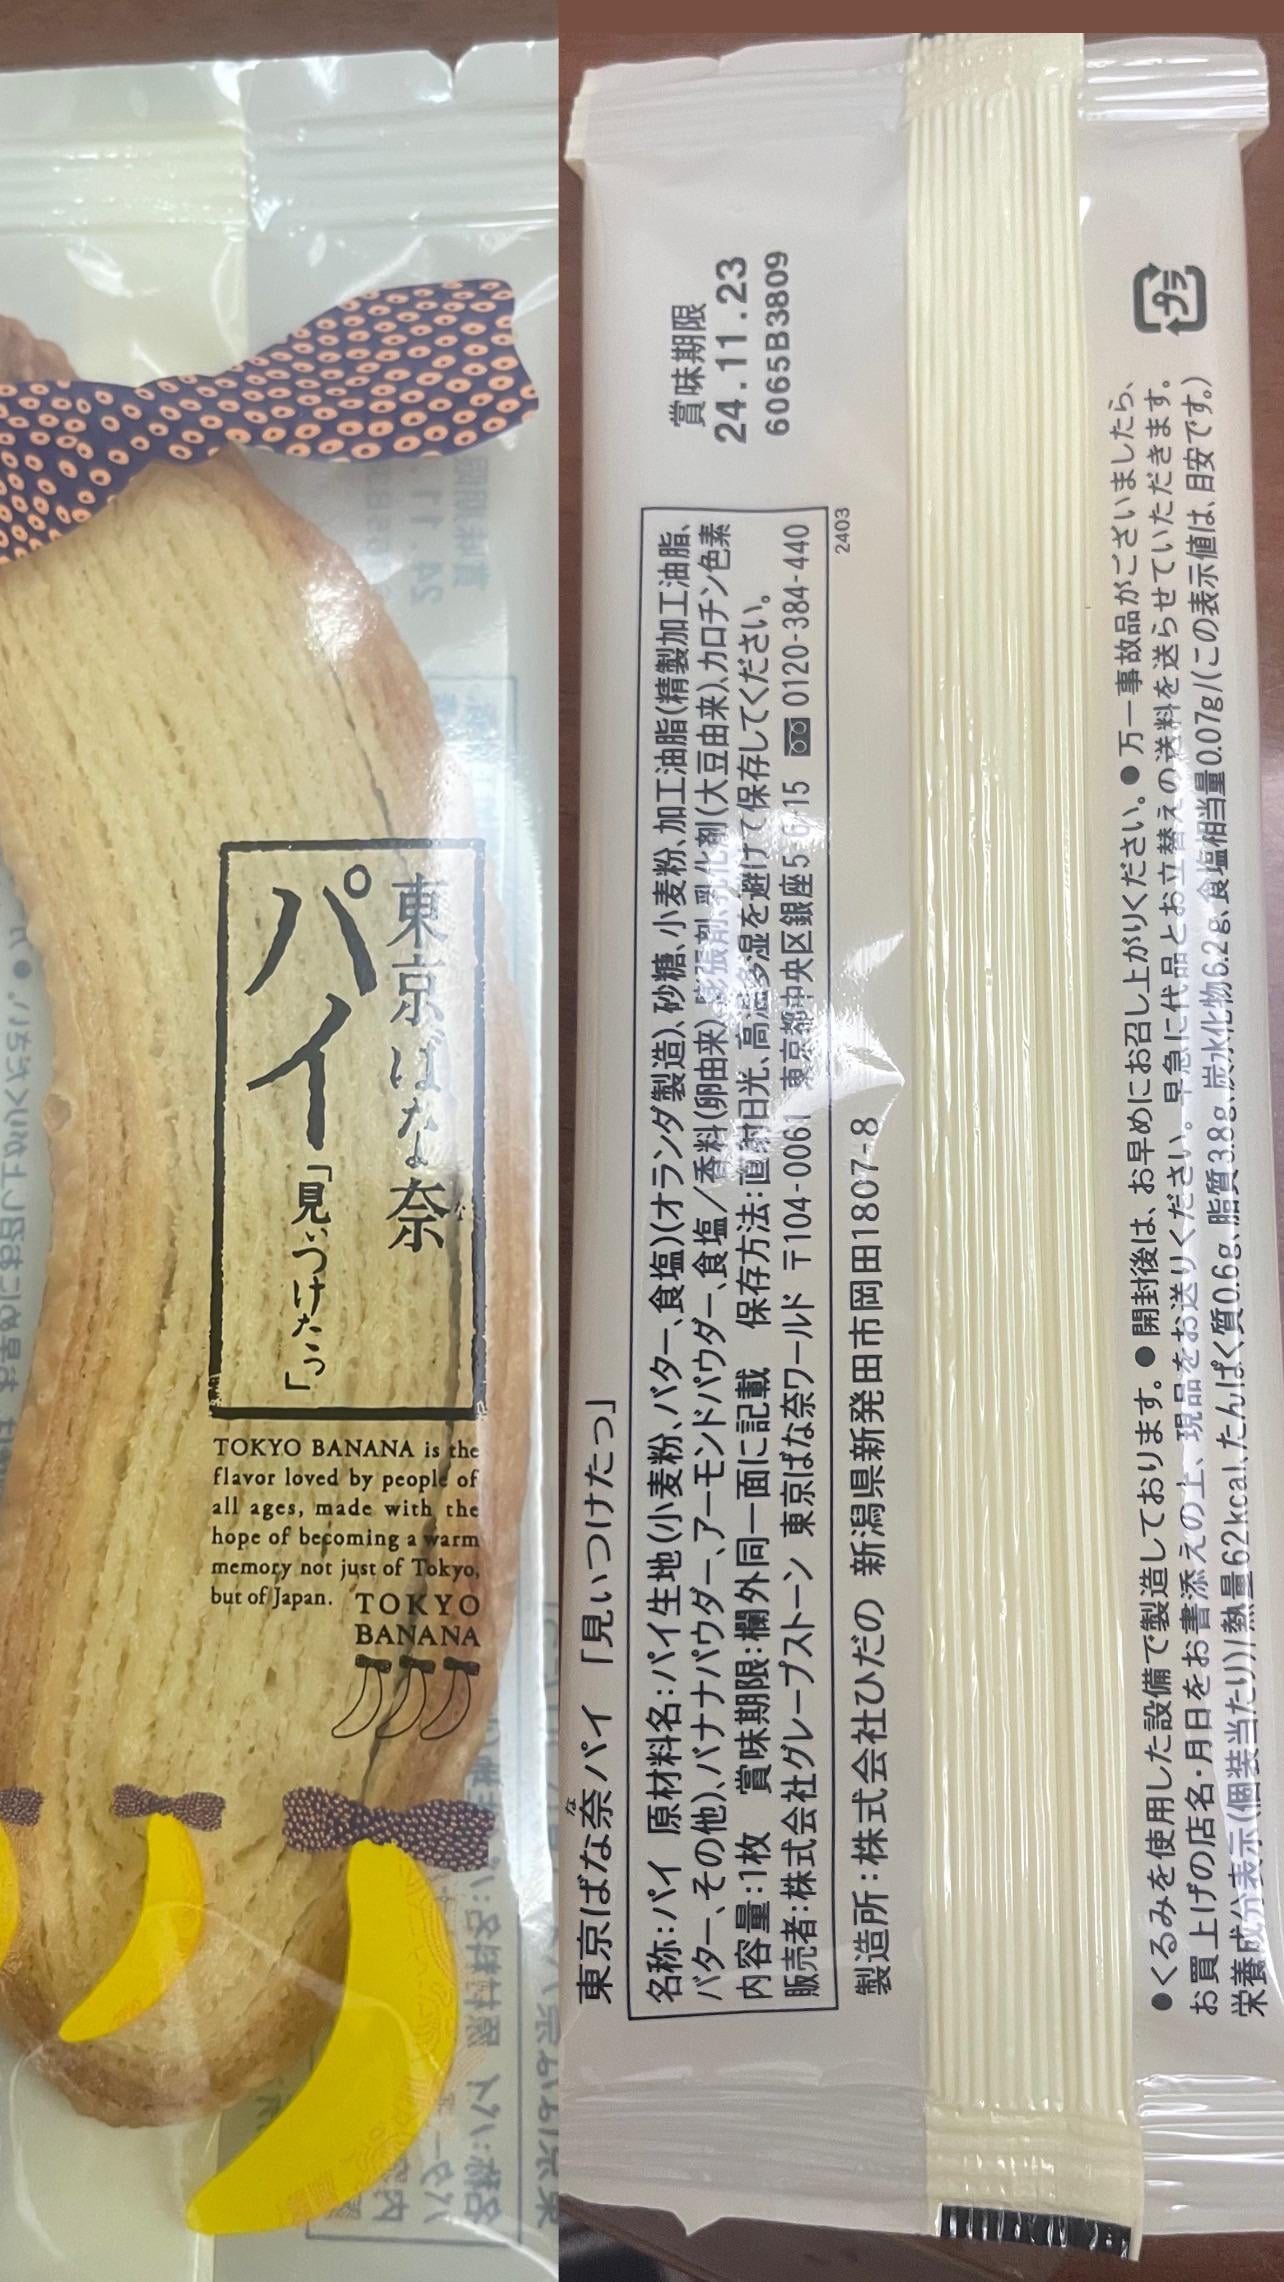 東京ばな奈
パイ
「見ぃつけたっ」
TOKYO BANANA is the
flavor loved by people of
all ages, made with the
hope of becoming a warm
memory not just of Tokyo,
but of Japan.
TOKYO
BANANA
東京ばな奈パイ 「見ぃつけたっ」
な
名称:パイ 原材料名:パイ生地(小麦粉、バター、食塩)(オランダ製造)、砂糖、小麦粉、加工油脂(精製加工油脂、
バター、その他)、バナナパウダー、アーモンドパウダー、食塩/香料(卵由来)、膨張剤、乳化剤(大豆由来)、カロチン色素
内容量:1枚 賞味期限:欄外同一面に記載 保存方法:直射日光、高温多湿を避けて保存してください。
販売者:株式会社グレープストーン 東京ばな奈ワールド 〒104-0061 東京都中央区銀座5-6-15 0120-384-440
2403
製造所:株式会社ひだの 新潟県新発田市岡田1807-8
賞味期限
24.11.23
6065B3809
●くるみを使用した設備で製造しております。●開封後は、お早めにお召し上がりください。●万一事故品がございましたら、
お買上げの店名・月日をお書添えの上、現品をお送りください。早急に代品とお立替えの送料を送らせていただきます。
栄養成分表示(個装当たり)/熱量62kcal、たんぱく質0.6g、脂質3.8g、炭水化物6.2g、食塩相当量0.07g/(この表示値は、目安です。)
プラ